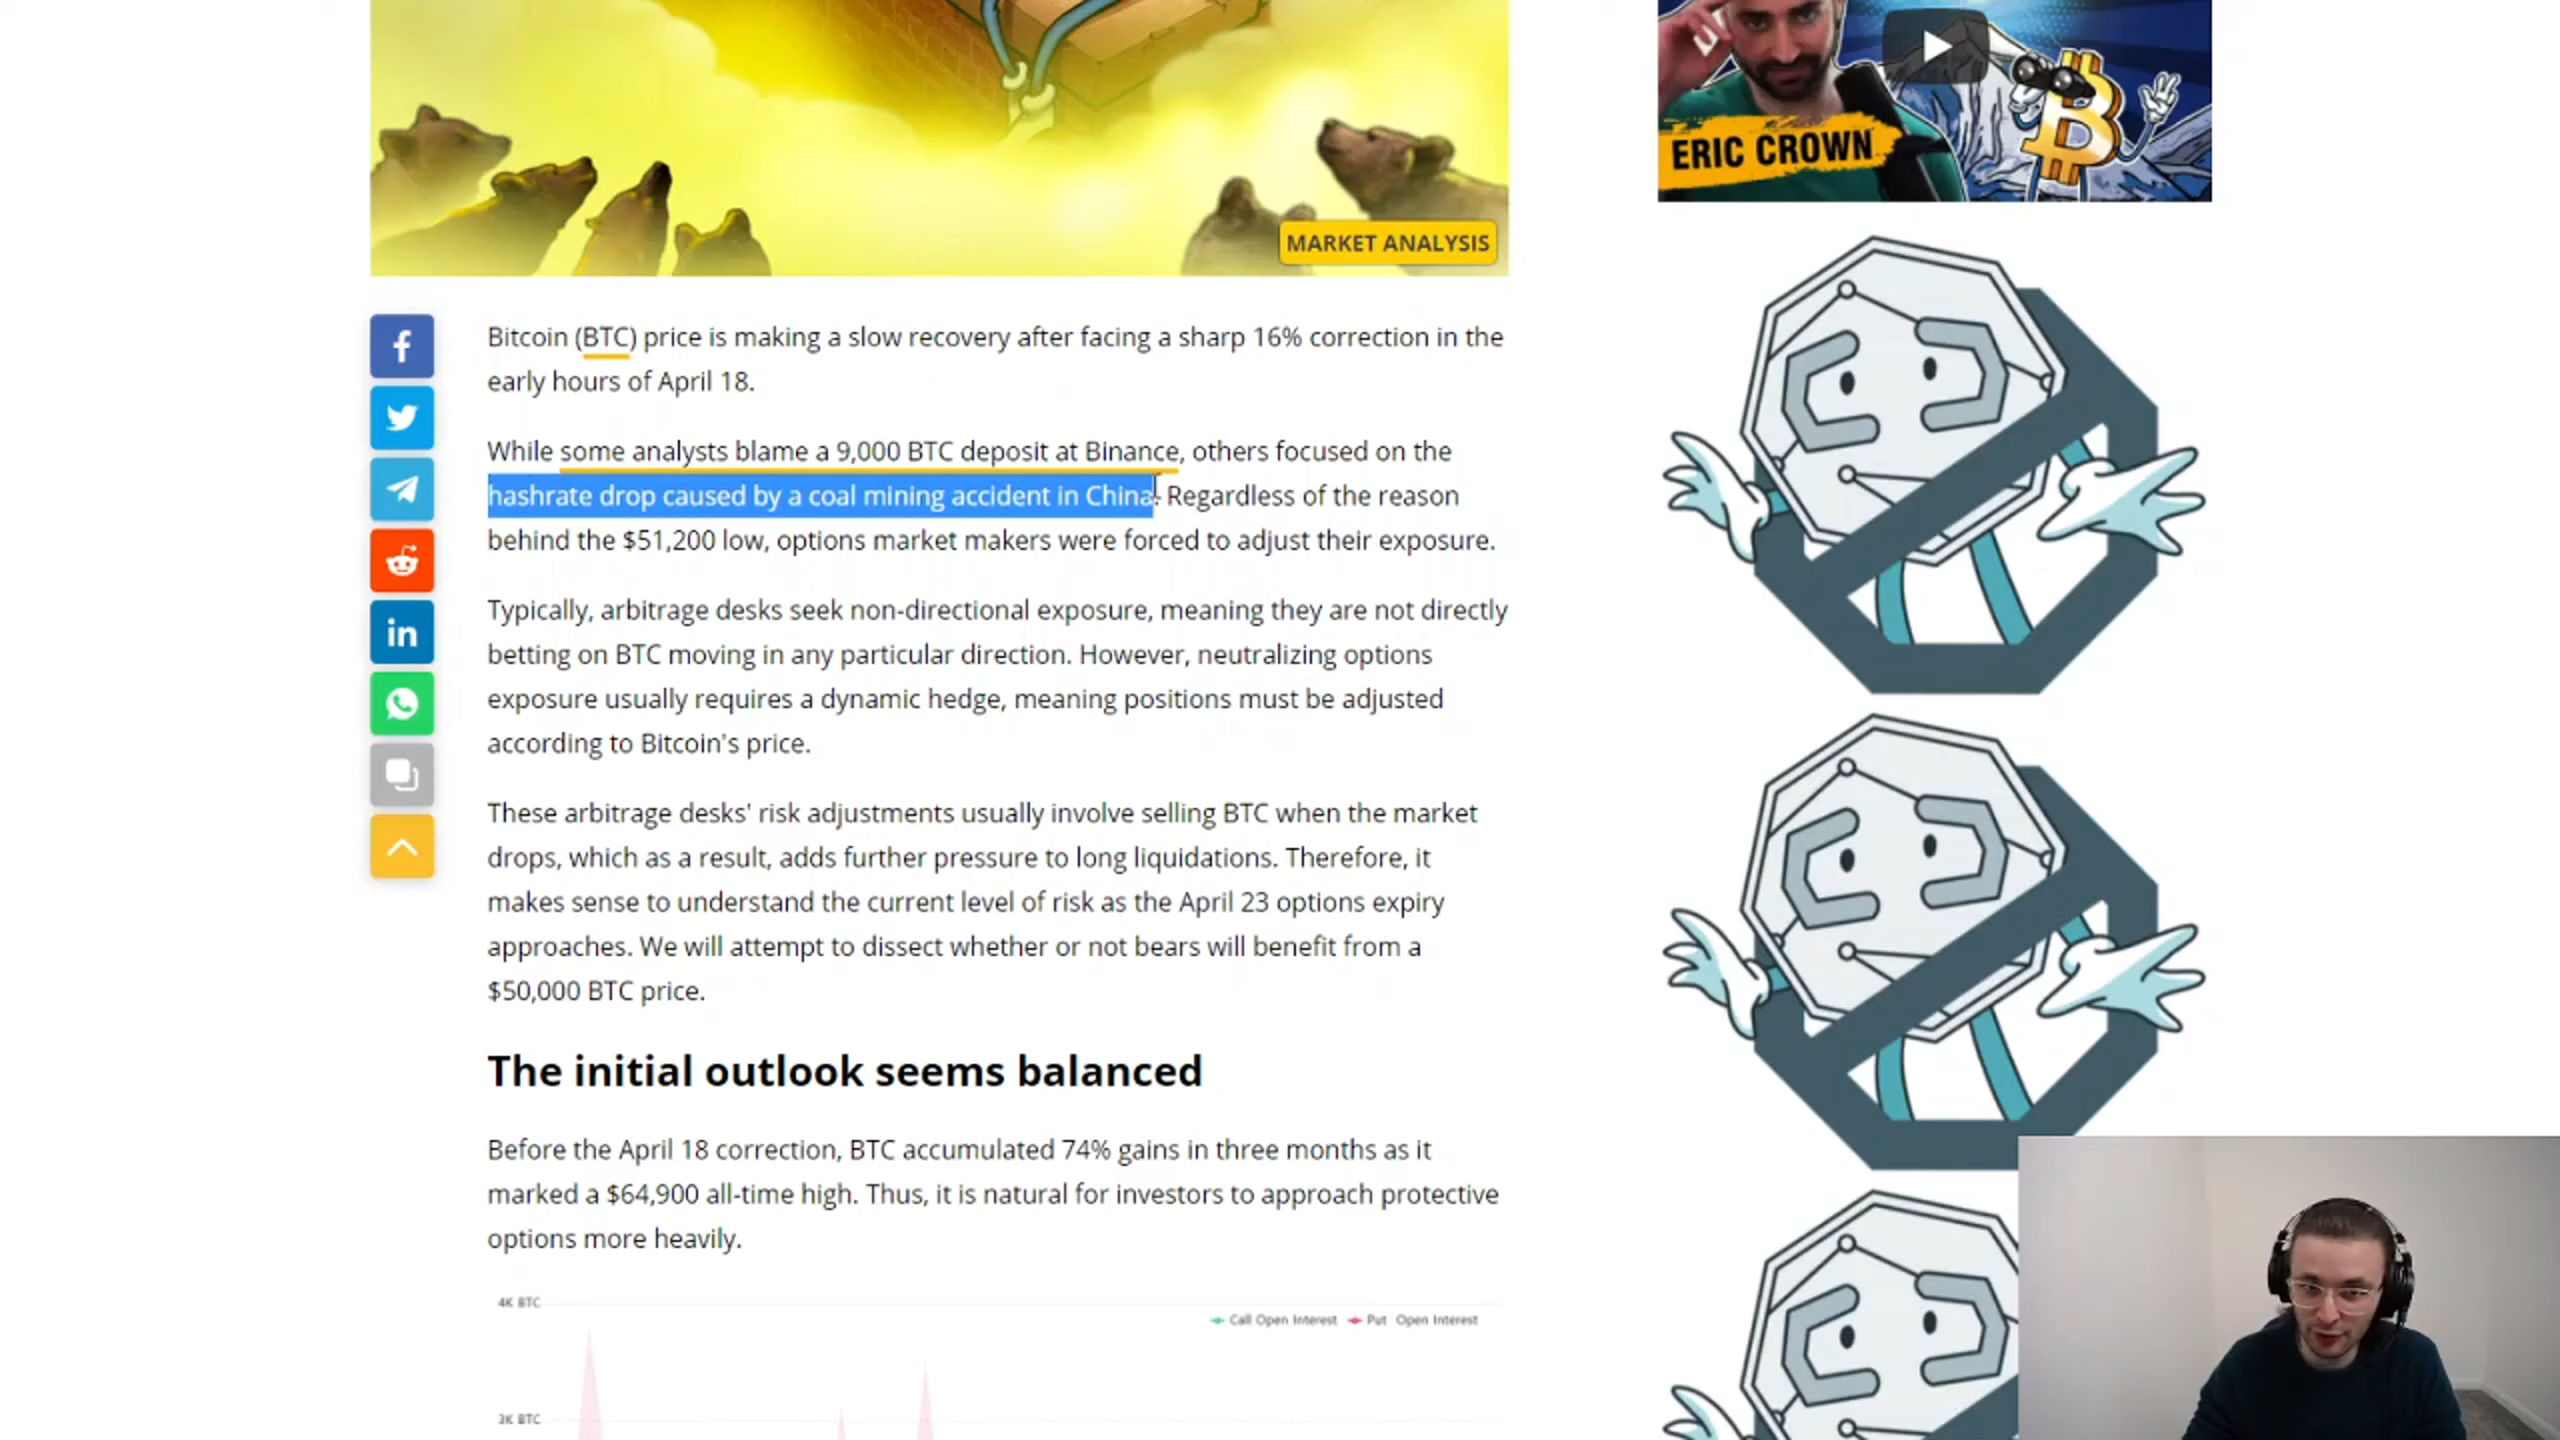 ERIC CROWN
MARKET ANALYSIS
Bitcoin (BTC) price is making a slow recovery after facing a sharp 16% correction in the
early hours of April 18.
While some analysts blame a 9,000 BTC deposit at Binance, others focused on the
hashrate drop caused by a coal mining accident in China. Regardless of the reason
behind the $51,200 low, options market makers were forced to adjust their exposure.
Typically, arbitrage desks seek non-directional exposure, meaning they are not directly
betting on BTC moving in any particular direction. However, neutralizing options
exposure usually requires a dynamic hedge, meaning positions must be adjusted
according to Bitcoin's price.
These arbitrage desks' risk adjustments usually involve selling BTC when the market
drops, which as a result, adds further pressure to long liquidations. Therefore, it
makes sense to understand the current level of risk as the April 23 options expiry
approaches. We will attempt to dissect whether or not bears will benefit from a
$50,000 BTC price.
The initial outlook seems balanced
Before the April 18 correction, BTC accumulated 74% gains in three months as it
marked a $64,900 all-time high. Thus, it is natural for investors to approach protective
options more heavily.
4K BTC
Call Open Interest Put Open Interest
3K BTC